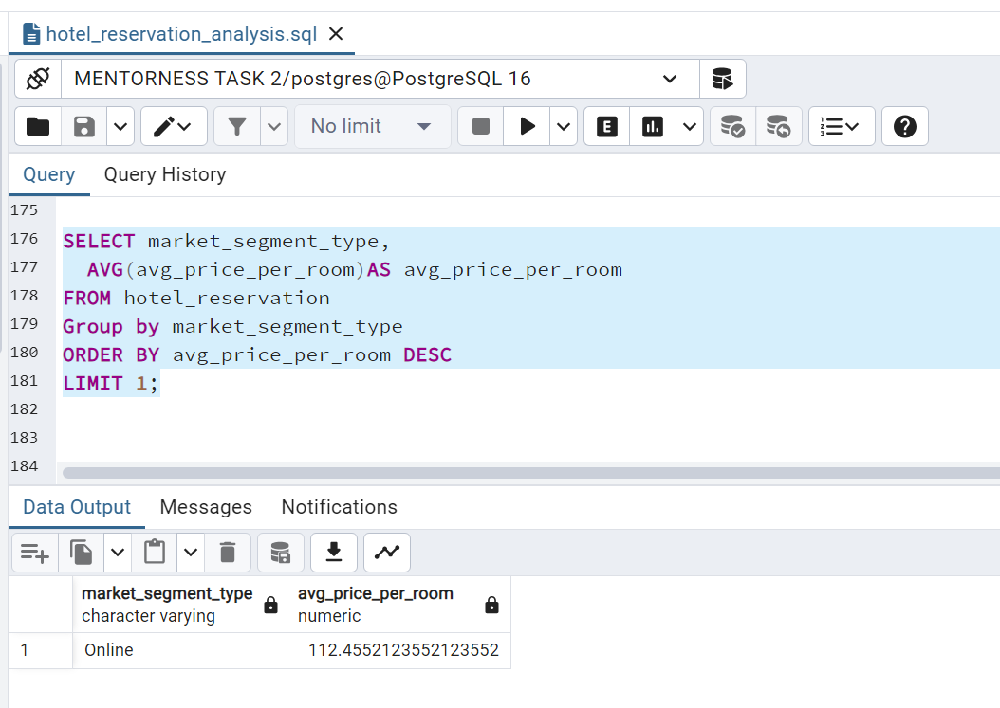 hotel_reservation_analysis.sql
MENTORNESS TASK 2/postgres@PostgreSQL 16
No limit
E
Query Query History
175
176 SELECT market_segment_type,
177 AVG(avg_price_per_room)AS avg_price_per_room
178 FROM hotel_reservation
179 Group by market_segment_type
180 ORDER BY avg_price_per_room DESC
181 LIMIT 1;
182
183
184
Data Output Messages Notifications
market_segment_type avg_price_per_room
character varying numeric
1 Online 112.4552123552123552